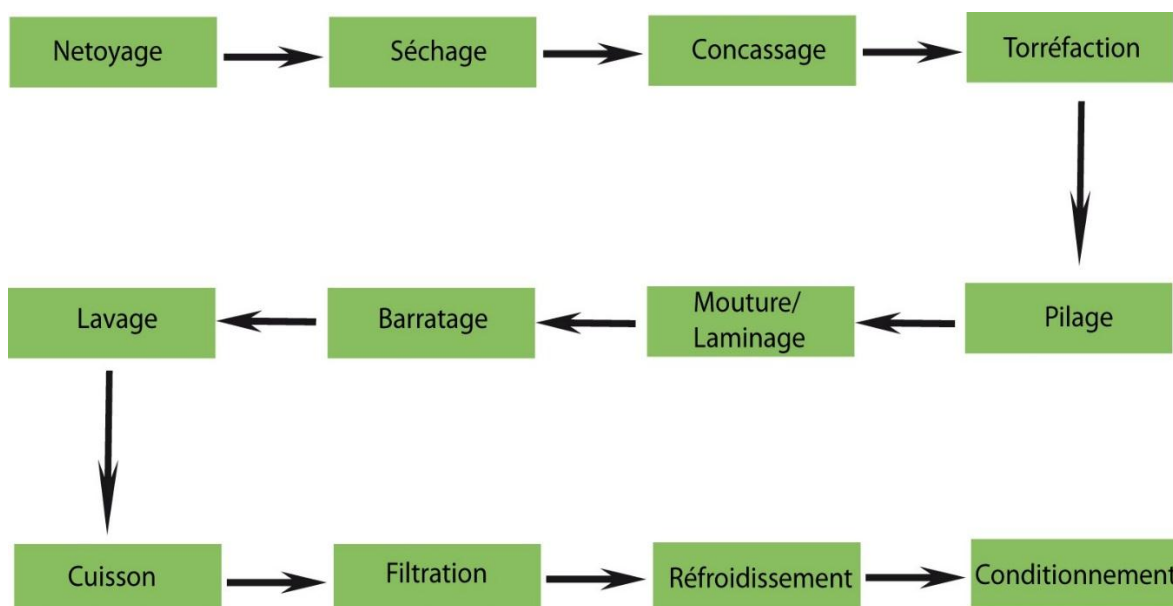 Netoyage
Séchage
Concassage
Torréfaction
Pilage
Mouture/
Laminage
Barratage
Lavage
Cuisson
Filtration
Réfroidissement
Conditionnement